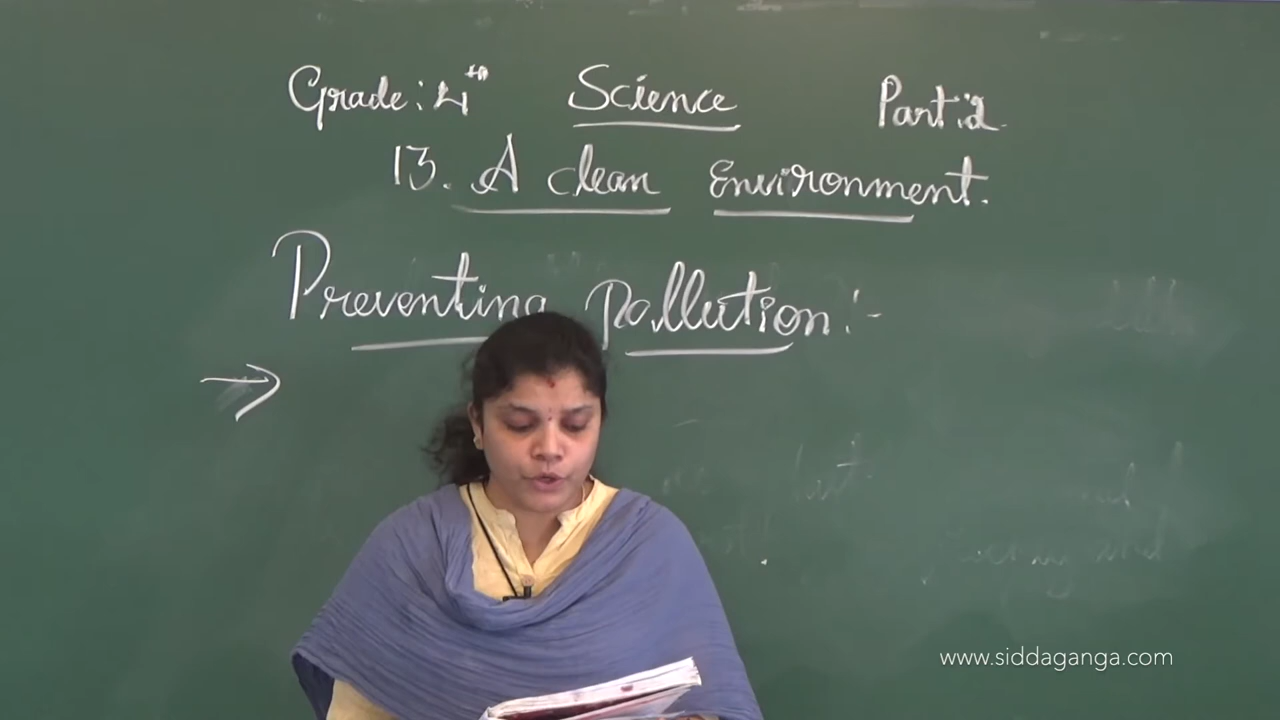 Grade: 4th Science Part: 2
13. A clean Environment.
Preventing pollution :-
www.siddaganga.com